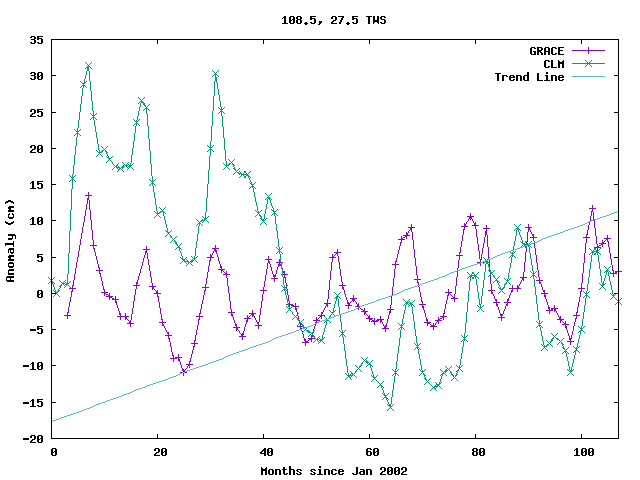 108.5, 27.5 TWS
GRACE
CLM
Trend Line
35
30
25
20
15
10
5
0
-5
-10
-15
-20
Anomaly (cm)
0 20 40 60 80 100
Months since Jan 2002